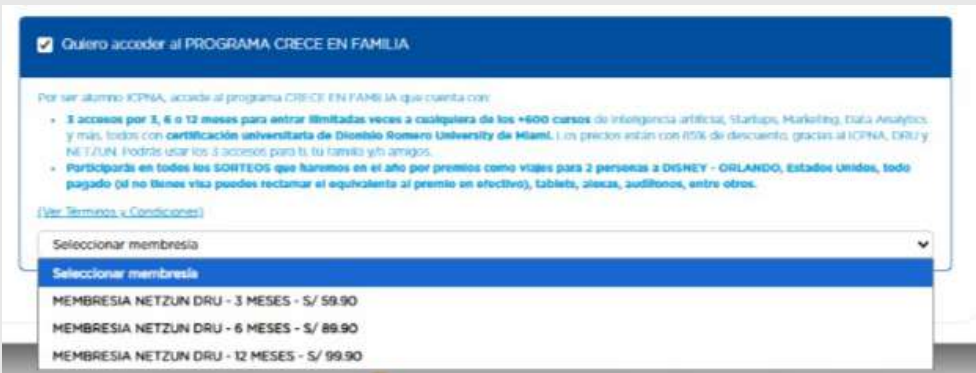 Quiero acceder al PROGRAMA CRECE EN FAMILIA
Por ser alumno ICPNA, accede al programa CRECE EN FAMILIA que cuenta con:
3 accesos por 3, 6 o 12 meses para entrar ilimitadas veces a cualquiera de los +600 cursos de inteligencia artificial, Startups, Marketing, Data Analytics
y más, todos con certificación universitaria de Dionisio Romero University de Miami. Los precios están con 85% de descuento, gracias al ICPNA, DRU y
NETZUN. Podrás usar los 3 accesos para ti, tu familia y/o amigos.
Participarás en todos los SORTEOS que haremos en el año por premios como viajes para 2 personas a DISNEY - ORLANDO, Estados Unidos, todo
pagado (si no tienes visa puedes reclamar el equivalente al premio en efectivo), tablets, alexas, audífonos, entre otros.
(Ver Términos y Condiciones)
Seleccionar membresía
Seleccionar membresía
MEMBRESIA NETZUN DRU - 3 MESES - S/ 59.90
MEMBRESIA NETZUN DRU - 6 MESES - S/ 89.90
MEMBRESIA NETZUN DRU - 12 MESES - S/ 99.90